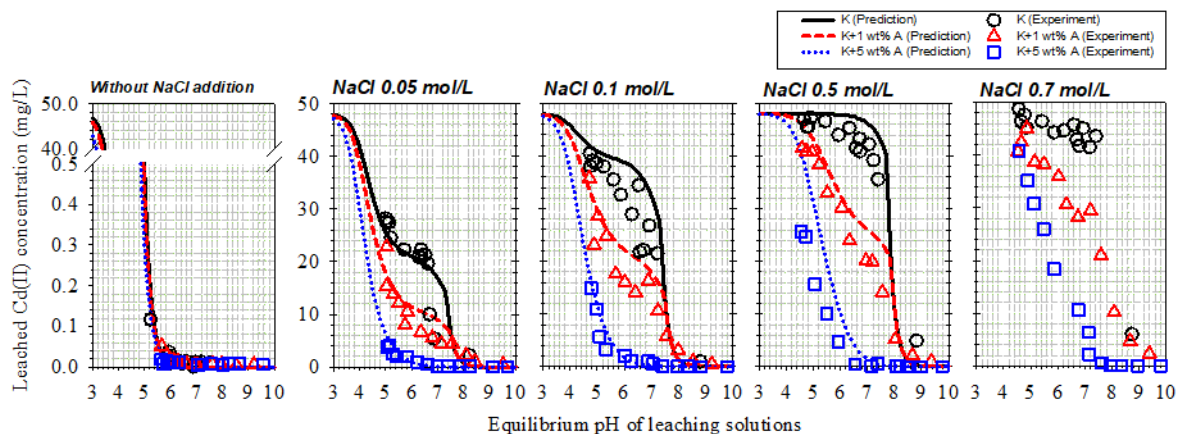 K (Prediction) K (Experiment)
K+1 wt% A (Prediction) K+1 wt% A (Experiment)
K+5 wt% A (Prediction) K+5 wt% A (Experiment)
Without NaCl addition NaCl 0.05 mol/L NaCl 0.1 mol/L NaCl 0.5 mol/L NaCl 0.7 mol/L
Leached Cd(II) concentration (mg/L)
50.0
40.0
0.5
0.4
0.3
0.2
0.1
0.0
3 4 5 6 7 8 9 10
50
40
30
20
10
0
3 4 5 6 7 8 9 10
3 4 5 6 7 8 9 10
3 4 5 6 7 8 9 10
3 4 5 6 7 8 9 10
Equilibrium pH of leaching solutions